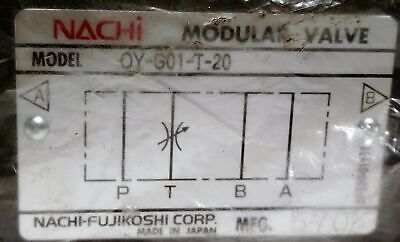 NACHi MODULAR VALVE
MODEL OY-G01-T-20
A
B
P T B A
NACHI-FUJIKOSHI CORP. MFG.
MADE IN JAPAN